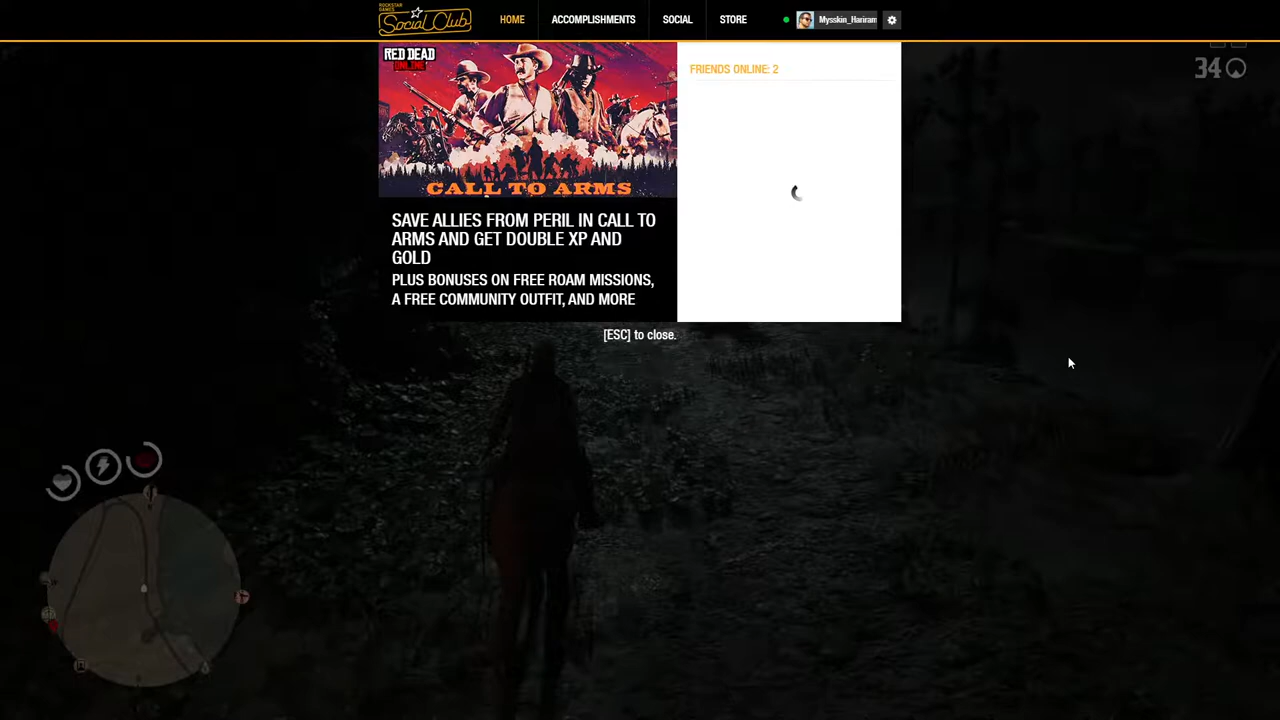 ROCKSTAR
GAMES
Social Club
HOME
ACCOMPLISHMENTS
SOCIAL
STORE
Mysskin_Hariram
RED DEAD
ONLINE
CALL TO ARMS
FRIENDS ONLINE: 2
34
SAVE ALLIES FROM PERIL IN CALL TO
ARMS AND GET DOUBLE XP AND
GOLD
PLUS BONUSES ON FREE ROAM MISSIONS,
A FREE COMMUNITY OUTFIT, AND MORE
[ESC] to close.